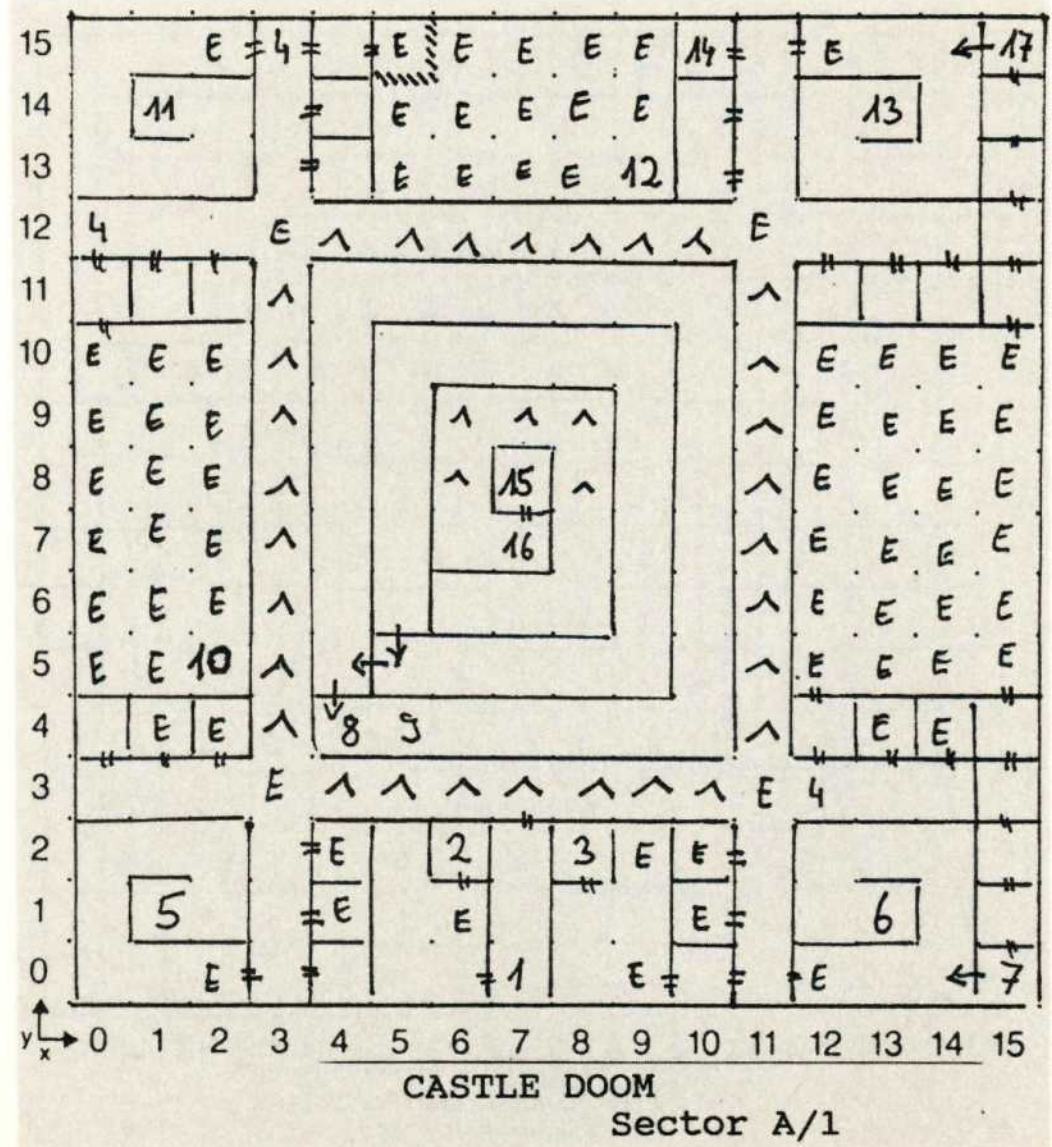 15 E 4 E E E E E 14 E 17
14 11 E E E E E 13
13 E E E E 12
12 4 E E
11
10 E E E E E E E
9 E E E E E E E
8 E E E 15 E E E E
7 E E E 16 E E E E
6 E E E E E E E
5 E E 10 E E E E
4 E E 8 9 E E
3 E E 4
2 E 2 3 E E
1 5 E E E 6
0 E 1 E E 7
y x 0 1 2 3 4 5 6 7 8 9 10 11 12 13 14 15
CASTLE DOOM
Sector A/1